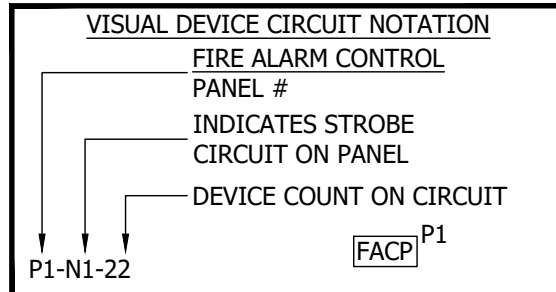 VISUAL DEVICE CIRCUIT NOTATION
FIRE ALARM CONTROL
PANEL #
INDICATES STROBE
CIRCUIT ON PANEL
DEVICE COUNT ON CIRCUIT
P1-N1-22
FACP P1